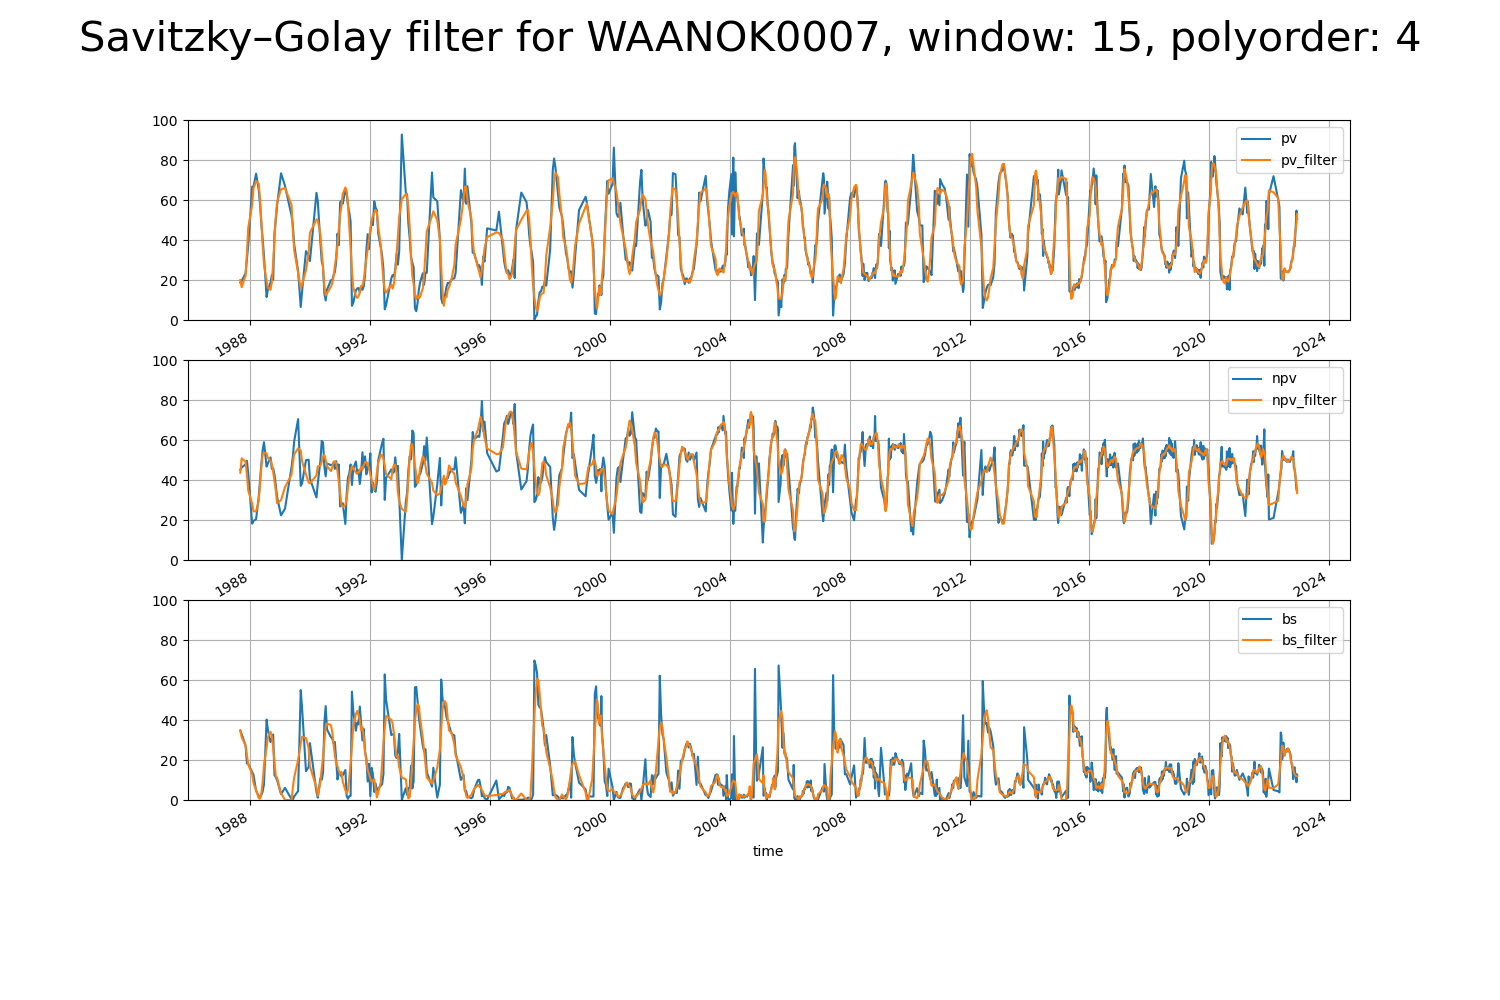 Savitzky–Golay filter for WAANOK0007, window: 15, polyorder: 4
100
80
60
40
20
0
pv
pv_filter
1988 1992 1996 2000 2004 2008 2012 2016 2020 2024
100
80
60
40
20
0
npv
npv_filter
1988 1992 1996 2000 2004 2008 2012 2016 2020 2024
100
80
60
40
20
0
bs
bs_filter
1988 1992 1996 2000 2004 2008 2012 2016 2020 2024
time